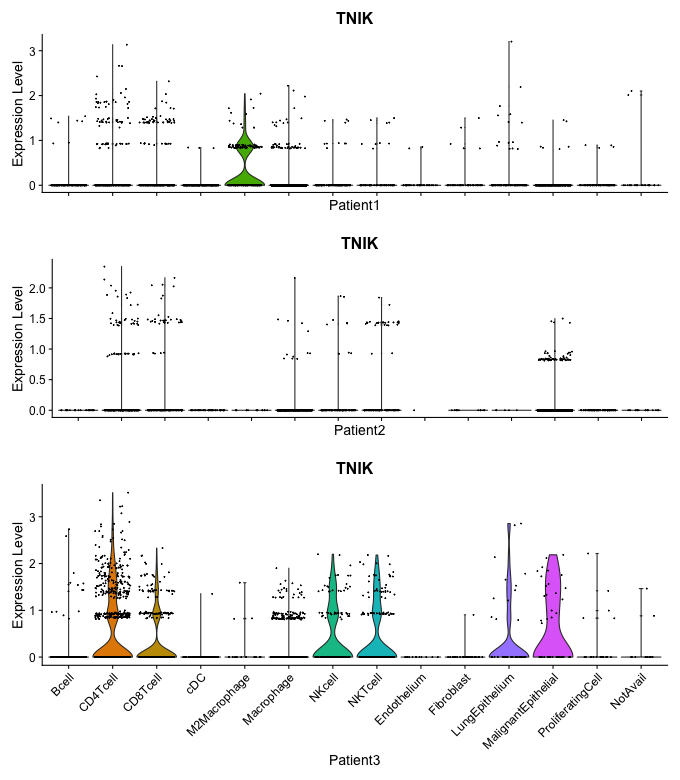 TNIK
Expression Level
3
2
1
0
Patient1
TNIK
Expression Level
2.0
1.5
1.0
0.5
0.0
Patient2
TNIK
Expression Level
3
2
1
0
Bcell
CD4Tcell
CD8Tcell
cDC
M2Macrophage
Macrophage
NKcell
NKTcell
Endothelium
Fibroblast
LungEpithelium
MalignantEpithelial
ProliferatingCell
NotAvail
Patient3